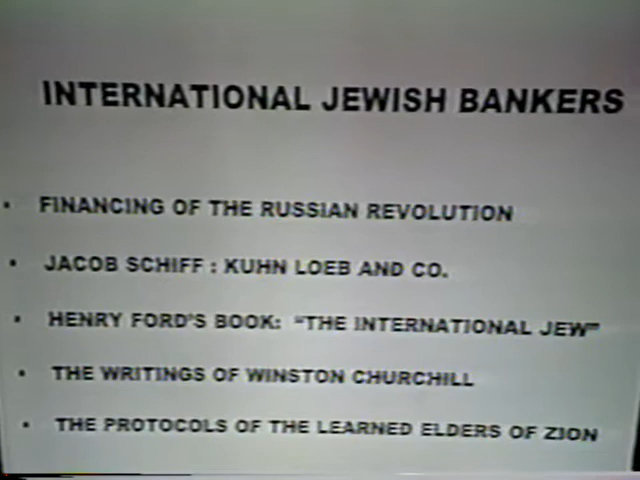 INTERNATIONAL JEWISH BANKERS
• FINANCING OF THE RUSSIAN REVOLUTION
• JACOB SCHIFF : KUHN LOEB AND CO.
• HENRY FORD'S BOOK: "THE INTERNATIONAL JEW"
• THE WRITINGS OF WINSTON CHURCHILL
• THE PROTOCOLS OF THE LEARNED ELDERS OF ZION